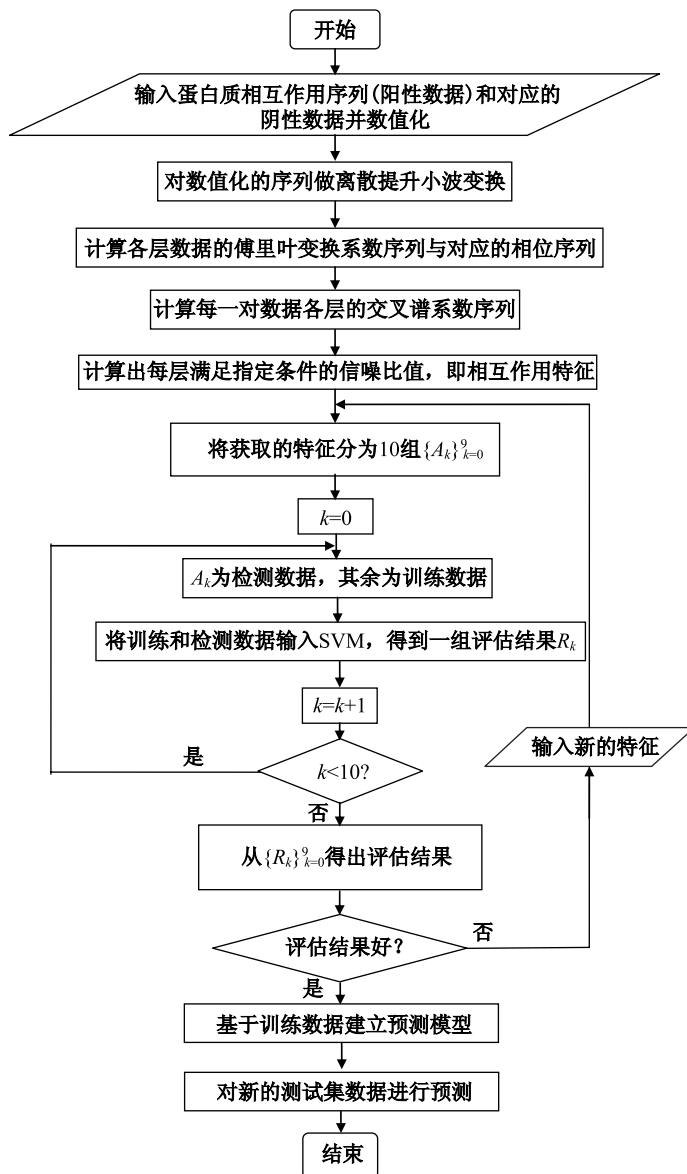 开始
输入蛋白质相互作用序列(阳性数据)和对应的
阴性数据并数值化
对数值化的序列做离散提升小波变换
计算各层数据的傅里叶变换系数序列与对应的相位序列
计算每一对数据各层的交叉谱系数序列
计算出每层满足指定条件的信噪比值，即相互作用特征
将获取的特征分为10组{A_k}^9_{k=0}
k=0
A_k为检测数据，其余为训练数据
将训练和检测数据输入SVM，得到一组评估结果R_k
k=k+1
是
k<10?
输入新的特征
否
从{R_k}^9_{k=0}得出评估结果
评估结果好？
否
是
基于训练数据建立预测模型
对新的测试集数据进行预测
结束